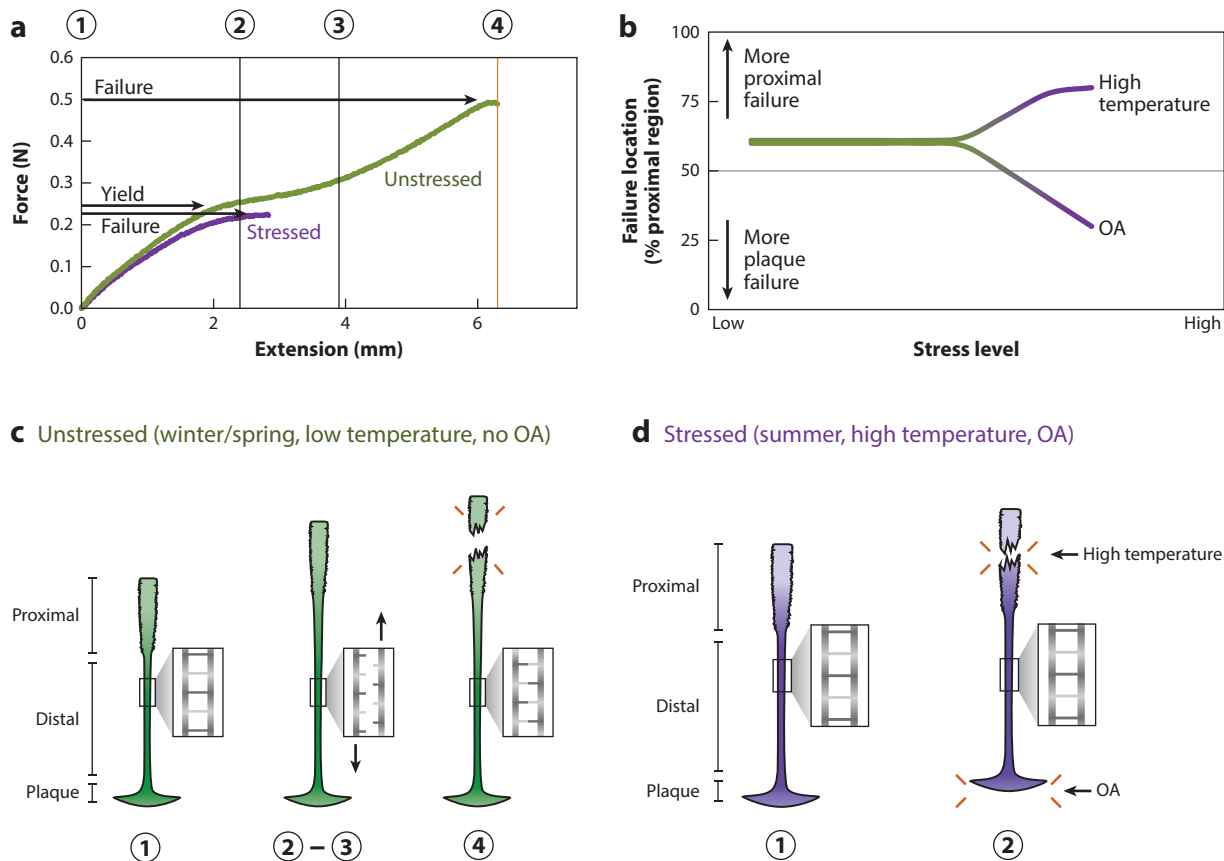 a
① ② ③ ④
0.6
0.5
0.4
0.3
0.2
0.1
0.0
Force (N)
Failure
Yield
Failure
Unstressed
Stressed
0 2 4 6
Extension (mm)
b
100
75
50
25
0
Failure location
(% proximal region)
More
proximal
failure
More
plaque
failure
High
temperature
OA
Low High
Stress level
c Unstressed (winter/spring, low temperature, no OA)
Proximal
Distal
Plaque
① ② – ③ ④
d Stressed (summer, high temperature, OA)
Proximal
Distal
Plaque
High temperature
OA
① ②